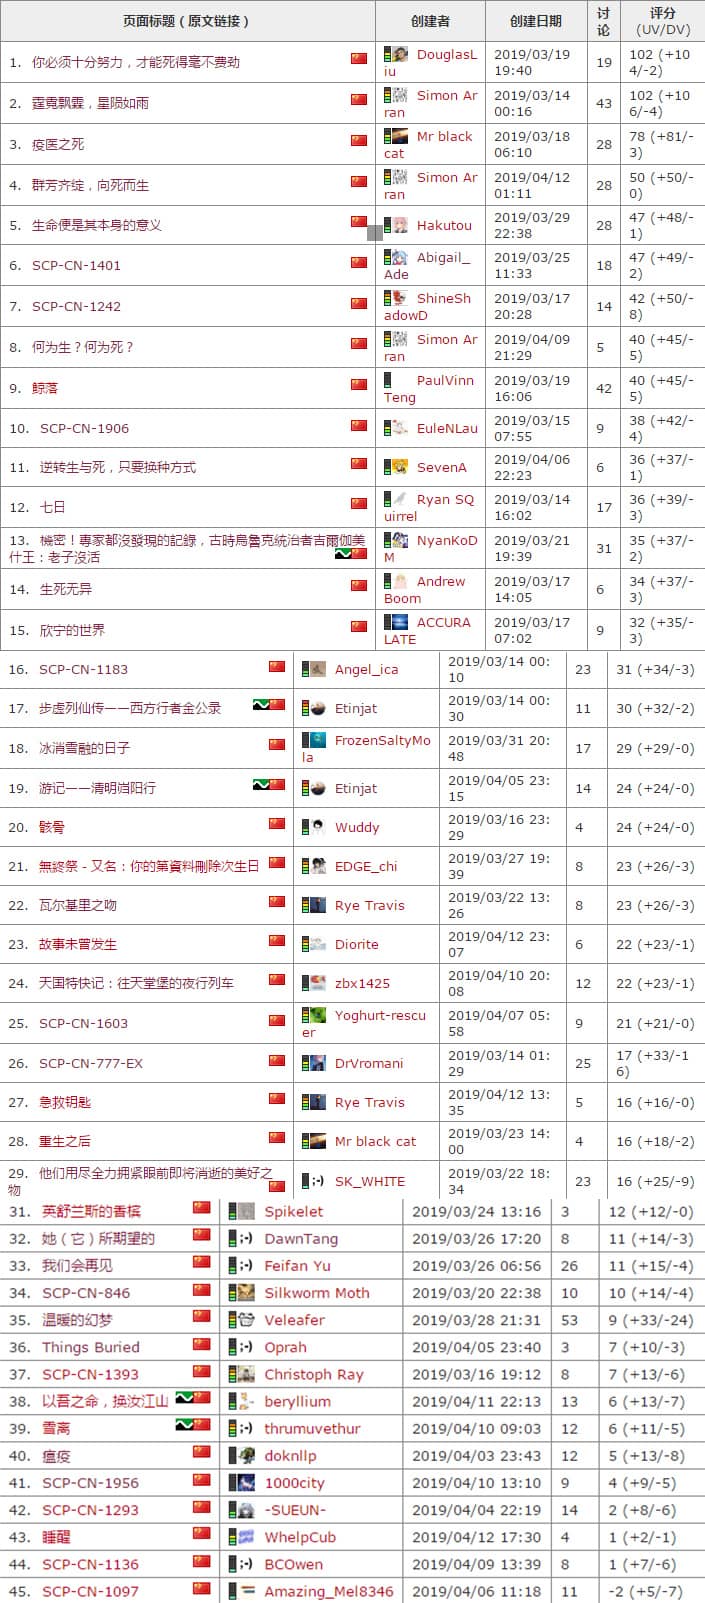 页面标题（原文链接） 创建者 创建日期 讨论 评分 (UV/DV)
1. 你必须十分努力，才能死得毫不费劲 DouglasLiu 2019/03/19 19:40 19 102 (+104/-2)
2. 霆霓飘霖，星陨如雨 Simon Arran 2019/03/14 00:16 43 102 (+106/-4)
3. 疫医之死 Mr black cat 2019/03/18 06:10 28 78 (+81/-3)
4. 群芳齐绽，向死而生 Simon Arran 2019/04/12 01:11 28 50 (+50/-0)
5. 生命便是其本身的意义 Hakutou 2019/03/29 22:38 28 47 (+48/-1)
6. SCP-CN-1401 Abigail_Ade 2019/03/25 11:33 18 47 (+49/-2)
7. SCP-CN-1242 ShineShadowD 2019/03/17 20:28 14 42 (+50/-8)
8. 何为生？何为死？ Simon Arran 2019/04/09 21:29 5 40 (+45/-5)
9. 鲸落 PaulVinnTeng 2019/03/19 16:06 42 40 (+45/-5)
10. SCP-CN-1906 EuleNLau 2019/03/15 07:55 9 38 (+42/-4)
11. 逆转生与死，只要换种方式 SevenA 2019/04/06 22:23 6 36 (+37/-1)
12. 七日 Ryan SQuirrel 2019/03/14 16:02 17 36 (+39/-3)
13. 機密！專家都沒發現的記錄，古時烏魯克統治者吉爾伽美什王：老子沒活 NyanKoDM 2019/03/21 19:39 31 35 (+37/-2)
14. 生死无异 Andrew Boom 2019/03/17 14:05 6 34 (+37/-3)
15. 欣宁的世界 ACCURALATE 2019/03/17 07:02 9 32 (+35/-3)
16. SCP-CN-1183 Angel_ica 2019/03/14 00:10 23 31 (+34/-3)
17. 步虚列仙传——西方行者金公录 Etinjat 2019/03/14 00:30 11 30 (+32/-2)
18. 冰消雪融的日子 FrozenSaltyMola 2019/03/31 20:48 17 29 (+29/-0)
19. 游记——清明岿阳行 Etinjat 2019/04/05 23:15 14 24 (+24/-0)
20. 骸骨 Wuddy 2019/03/16 23:29 4 24 (+24/-0)
21. 無終祭 - 又名：你的第資料刪除次生日 EDGE_chi 2019/03/27 19:39 8 23 (+26/-3)
22. 瓦尔基里之吻 Rye Travis 2019/03/22 13:26 8 23 (+26/-3)
23. 故事未曾发生 Diorite 2019/04/12 23:07 6 22 (+23/-1)
24. 天国特快记：往天堂堡的夜行列车 zbx1425 2019/04/10 20:08 12 22 (+23/-1)
25. SCP-CN-1603 Yoghurt-rescuer 2019/04/07 05:58 9 21 (+21/-0)
26. SCP-CN-777-EX DrVromani 2019/03/14 01:29 25 17 (+33/-16)
27. 急救钥匙 Rye Travis 2019/04/12 13:35 5 16 (+16/-0)
28. 重生之后 Mr black cat 2019/03/23 14:00 4 16 (+18/-2)
29. 他们用尽全力拥紧眼前即将消逝的美好之物 SK_WHITE 2019/03/22 18:34 23 16 (+25/-9)
31. 英舒兰斯的香槟 Spikelet 2019/03/24 13:16 3 12 (+12/-0)
32. 她（它）所期望的 DawnTang 2019/03/26 17:20 8 11 (+14/-3)
33. 我们会再见 Feifan Yu 2019/03/26 06:56 26 11 (+15/-4)
34. SCP-CN-846 Silkworm Moth 2019/03/20 22:38 10 10 (+14/-4)
35. 温暖的幻梦 Veleafer 2019/03/28 21:31 53 9 (+33/-24)
36. Things Buried Oprah 2019/04/05 23:40 3 7 (+10/-3)
37. SCP-CN-1393 Christoph Ray 2019/03/16 19:12 8 7 (+13/-6)
38. 以吾之命，换汝江山 beryllium 2019/04/11 22:13 13 6 (+13/-7)
39. 雪离 thrumuvethur 2019/04/10 09:03 12 6 (+11/-5)
40. 瘟疫 doknllp 2019/04/03 23:43 12 5 (+13/-8)
41. SCP-CN-1956 1000city 2019/04/10 13:10 9 4 (+9/-5)
42. SCP-CN-1293 -SUEUN- 2019/04/04 22:19 14 2 (+8/-6)
43. 睡醒 WhelpCub 2019/04/12 17:30 4 1 (+2/-1)
44. SCP-CN-1136 BCOwen 2019/04/09 13:39 8 1 (+7/-6)
45. SCP-CN-1097 Amazing_Mel8346 2019/04/06 11:18 11 -2 (+5/-7)